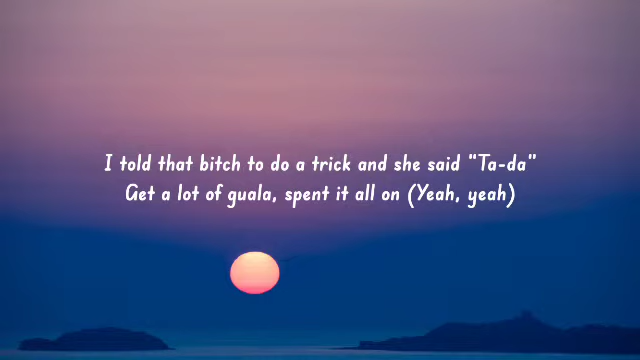 I told that bitch to do a trick and she said "Ta-da"
Get a lot of guala, spent it all on (Yeah, yeah)